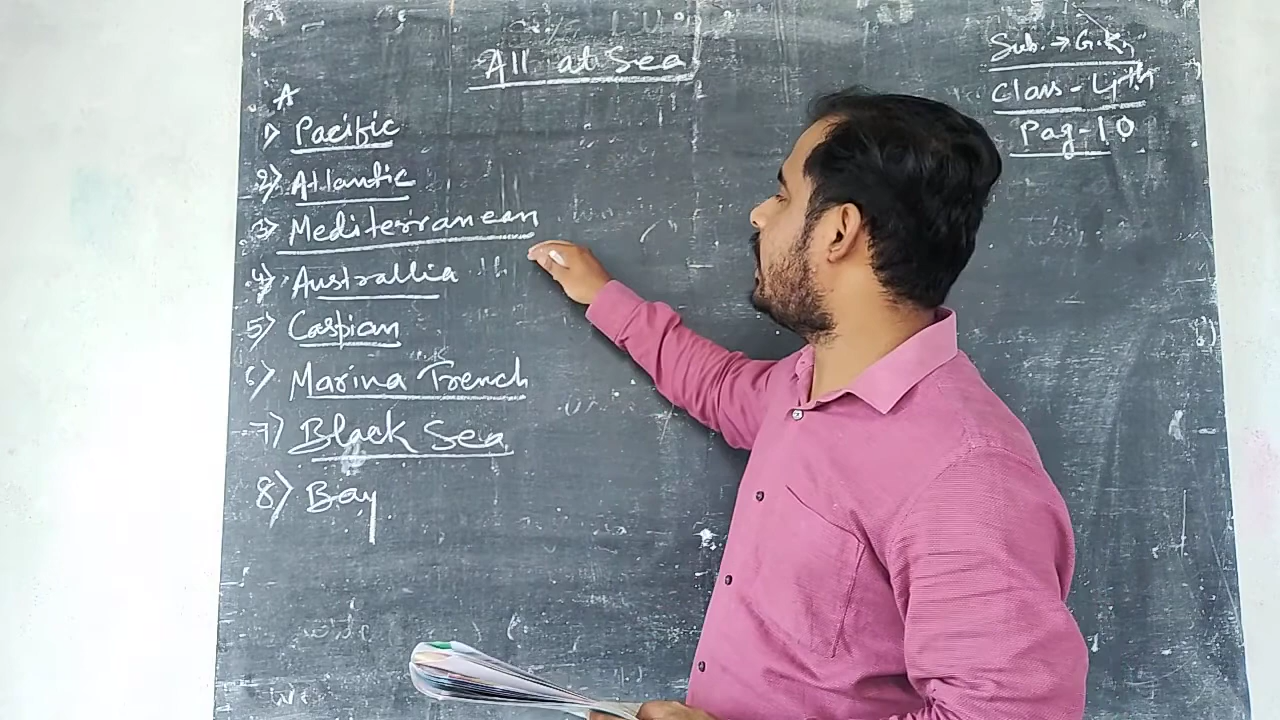 All at Sea
Sub. → G.K
Class - 4th
Pag - 10
A
1) Pacific
2) Atlantic
3) Mediterranean
4) Australlia
5) Caspian
6) Marina Trench
7) Black Sea
8) Bay